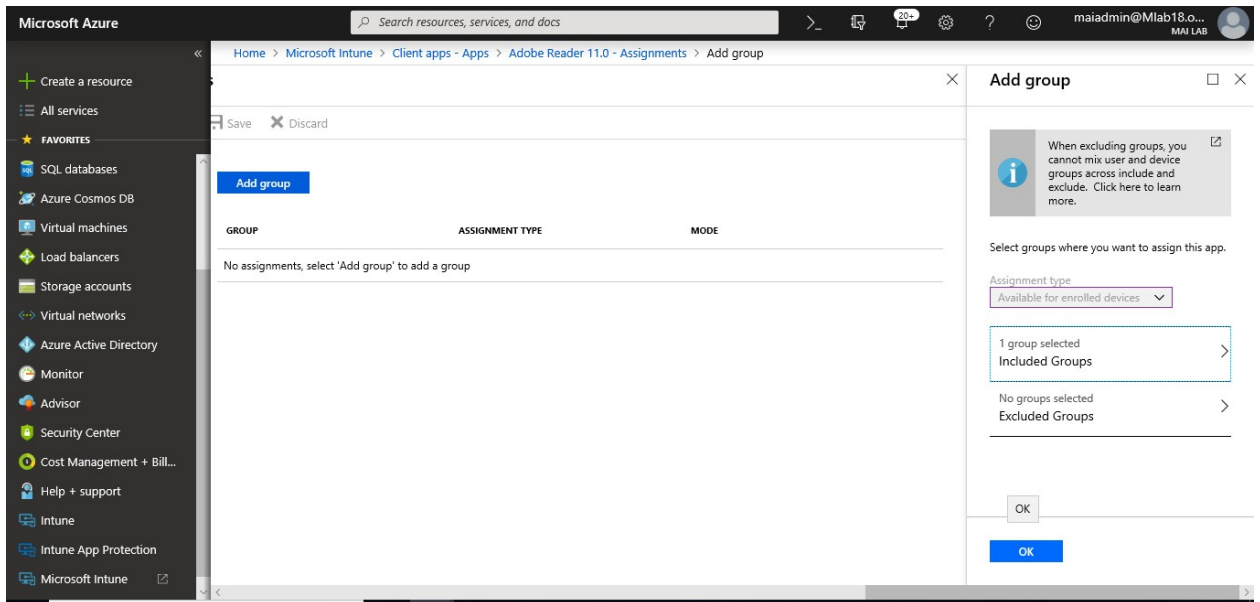 Microsoft Azure
Search resources, services, and docs
20+
maiadmin@Mlab18.o...
MAI LAB
Home > Microsoft Intune > Client apps - Apps > Adobe Reader 11.0 - Assignments > Add group
Create a resource
All services
FAVORITES
SQL databases
Azure Cosmos DB
Virtual machines
Load balancers
Storage accounts
Virtual networks
Azure Active Directory
Monitor
Advisor
Security Center
Cost Management + Bill...
Help + support
Intune
Intune App Protection
Microsoft Intune
s
Save Discard
Add group
GROUP ASSIGNMENT TYPE MODE
No assignments, select 'Add group' to add a group
Add group
When excluding groups, you
cannot mix user and device
groups across include and
exclude. Click here to learn
more.
Select groups where you want to assign this app.
Assignment type
Available for enrolled devices
1 group selected
Included Groups
No groups selected
Excluded Groups
OK
OK